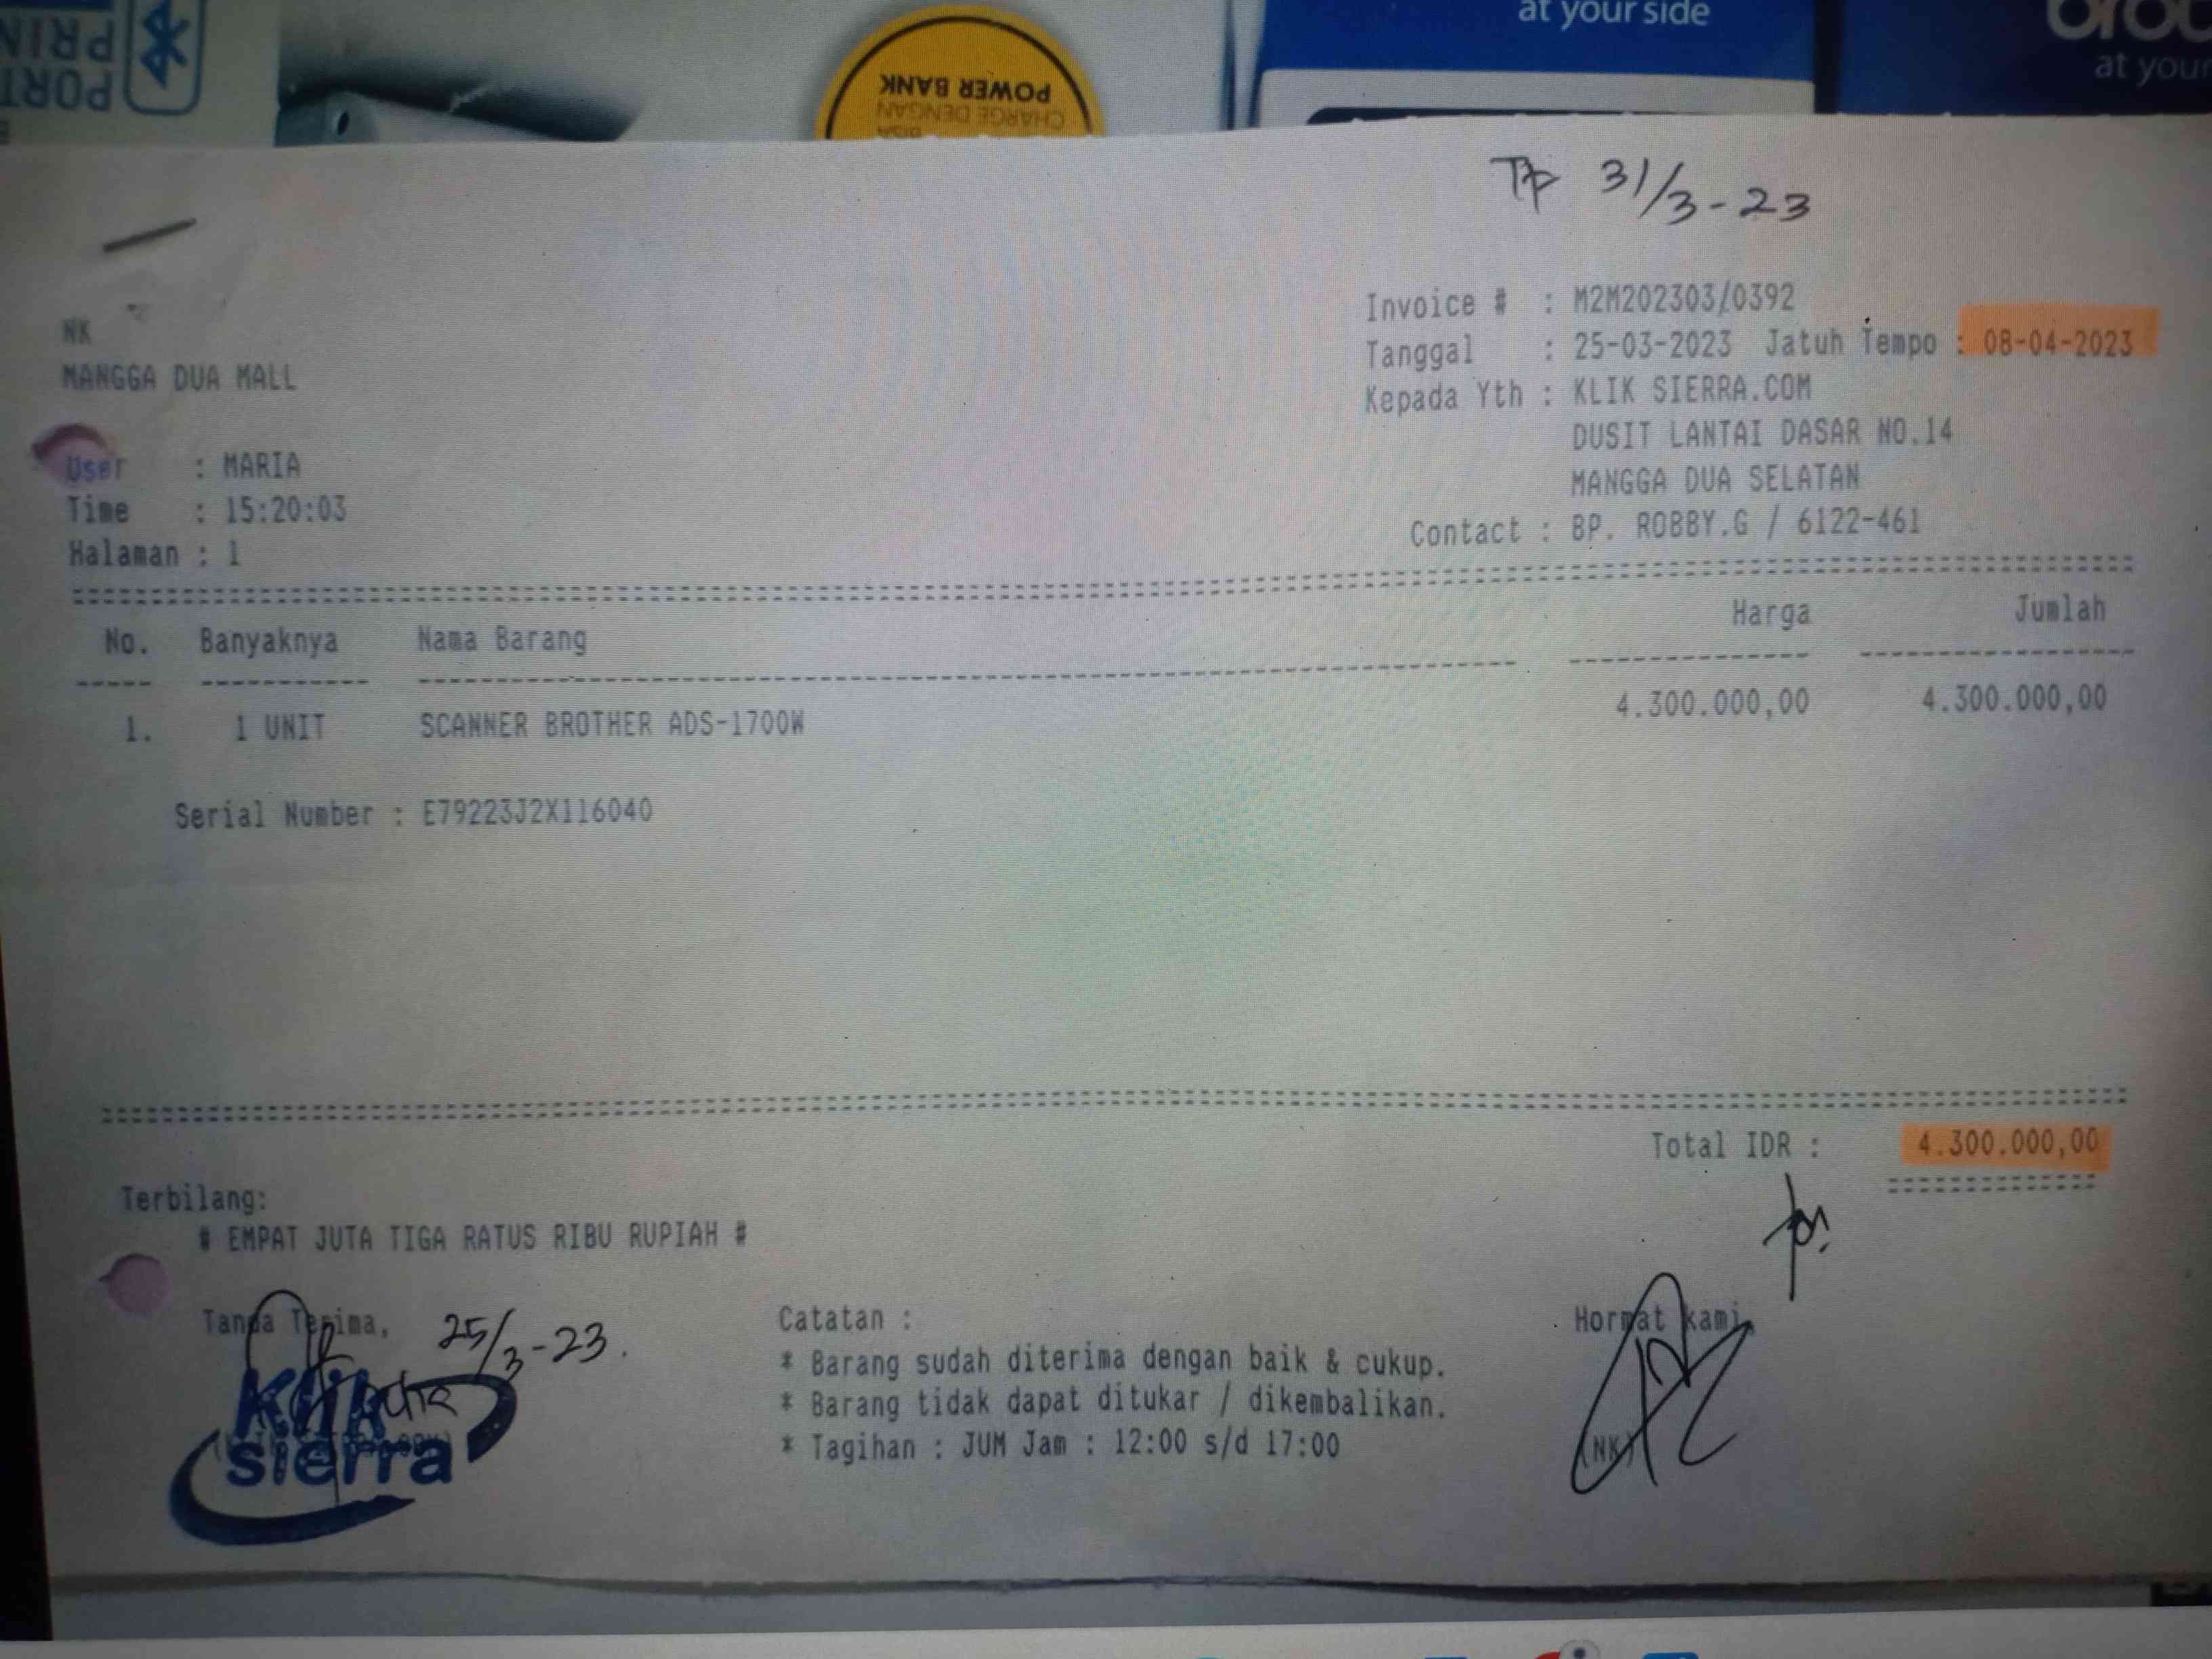 PORT
PRIN
BISA
CHARGE DENGAN
POWER BANK
at your side
at your
31/3-23
NK
MANGGA DUA MALL
User : MARIA
Time : 15:20:03
Halaman : 1
Invoice # : M2M202303/0392
Tanggal : 25-03-2023 Jatuh Tempo : 08-04-2023
Kepada Yth : KLIK SIERRA.COM
DUSIT LANTAI DASAR NO.14
MANGGA DUA SELATAN
Contact : BP. ROBBY.G / 6122-461
No. Banyaknya Nama Barang Harga Jumlah
1. 1 UNIT SCANNER BROTHER ADS-1700W 4.300.000,00 4.300.000,00
Serial Number : E79223J2X116040
Total IDR : 4.300.000,00
Terbilang:
# EMPAT JUTA TIGA RATUS RIBU RUPIAH #
Tanda Terima, 25/3-23.
Klik
sierra
Catatan :
* Barang sudah diterima dengan baik & cukup.
* Barang tidak dapat ditukar / dikembalikan.
* Tagihan : JUM Jam : 12:00 s/d 17:00
Hormat kami,
(NK)